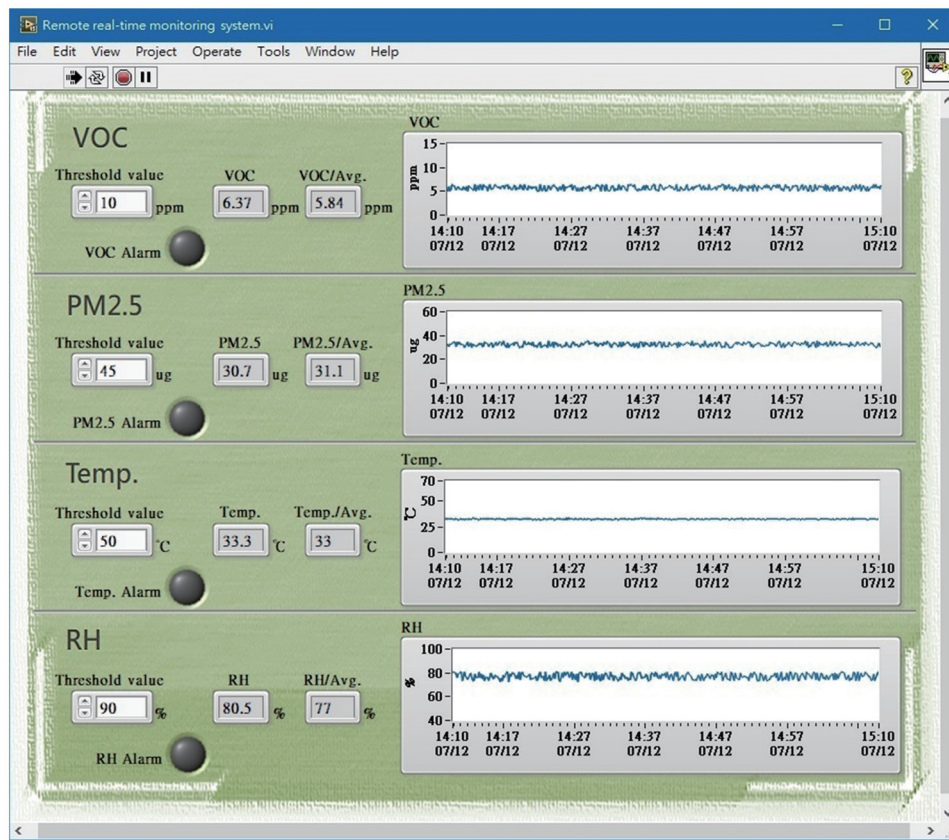 Remote real-time monitoring system.vi
File Edit View Project Operate Tools Window Help
VOC
Threshold value VOC VOC/Avg.
10 ppm 6.37 ppm 5.84 ppm
VOC Alarm
VOC
15
10
5
0
ppm
14:10 14:17 14:27 14:37 14:47 14:57 15:10
07/12 07/12 07/12 07/12 07/12 07/12 07/12
PM2.5
Threshold value PM2.5 PM2.5/Avg.
45 ug 30.7 ug 31.1 ug
PM2.5 Alarm
PM2.5
60
40
20
0
ug
14:10 14:17 14:27 14:37 14:47 14:57 15:10
07/12 07/12 07/12 07/12 07/12 07/12 07/12
Temp.
Threshold value Temp. Temp./Avg.
50 °C 33.3 °C 33 °C
Temp. Alarm
Temp.
70
50
25
0
°C
14:10 14:17 14:27 14:37 14:47 14:57 15:10
07/12 07/12 07/12 07/12 07/12 07/12 07/12
RH
Threshold value RH RH/Avg.
90 % 80.5 % 77 %
RH Alarm
RH
100
80
60
40
%
14:10 14:17 14:27 14:37 14:47 14:57 15:10
07/12 07/12 07/12 07/12 07/12 07/12 07/12